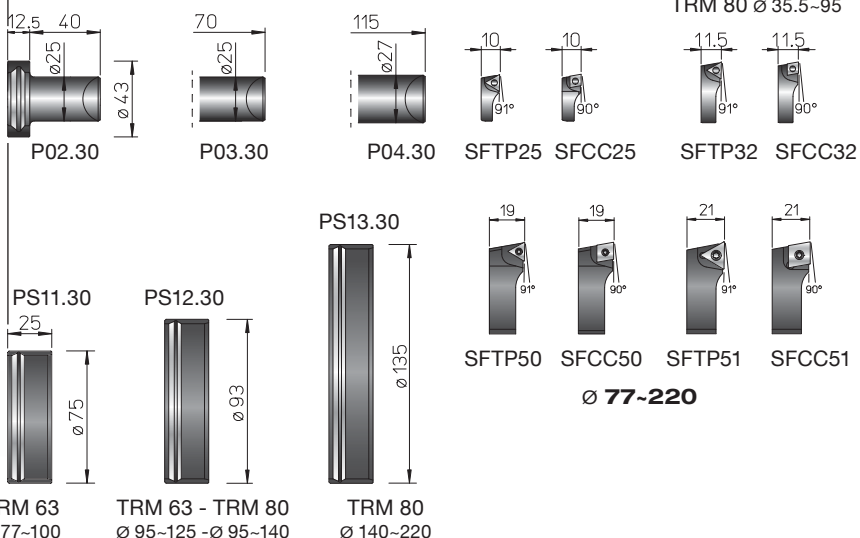 TRM 80 Ø 35.5~95
12.5 40 70 115 10 10 11.5 11.5
ø25 ø43 ø25 ø27
91° 90° 91° 90°
P02.30 P03.30 P04.30 SFTP25 SFCC25 SFTP32 SFCC32
19 19 21 21
PS13.30
91° 90° 91° 90°
PS11.30 PS12.30
25
SFTP50 SFCC50 SFTP51 SFCC51
ø75 ø93 ø135
Ø 77~220
RM 63 TRM 63 - TRM 80 TRM 80
77~100 Ø 95~125 -Ø 95~140 Ø 140~220